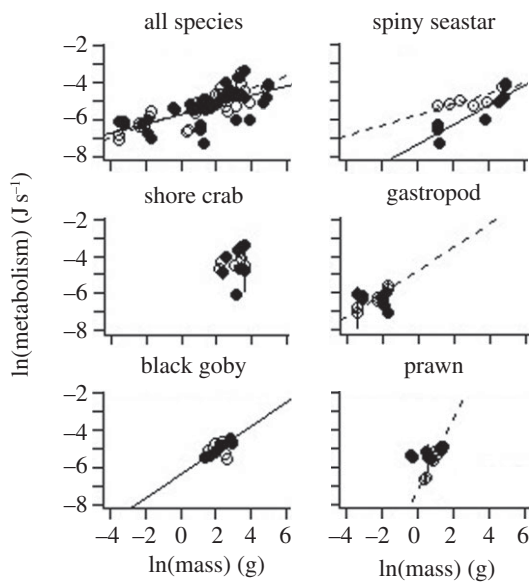 all species
spiny seastar
−2
−4
−6
−8
shore crab
gastropod
−2
−4
−6
−8
black goby
prawn
−2
−4
−6
−8
−4 −2 0 2 4 6
−4 −2 0 2 4 6
ln(mass) (g)
ln(mass) (g)
ln(metabolism) (J s⁻¹)